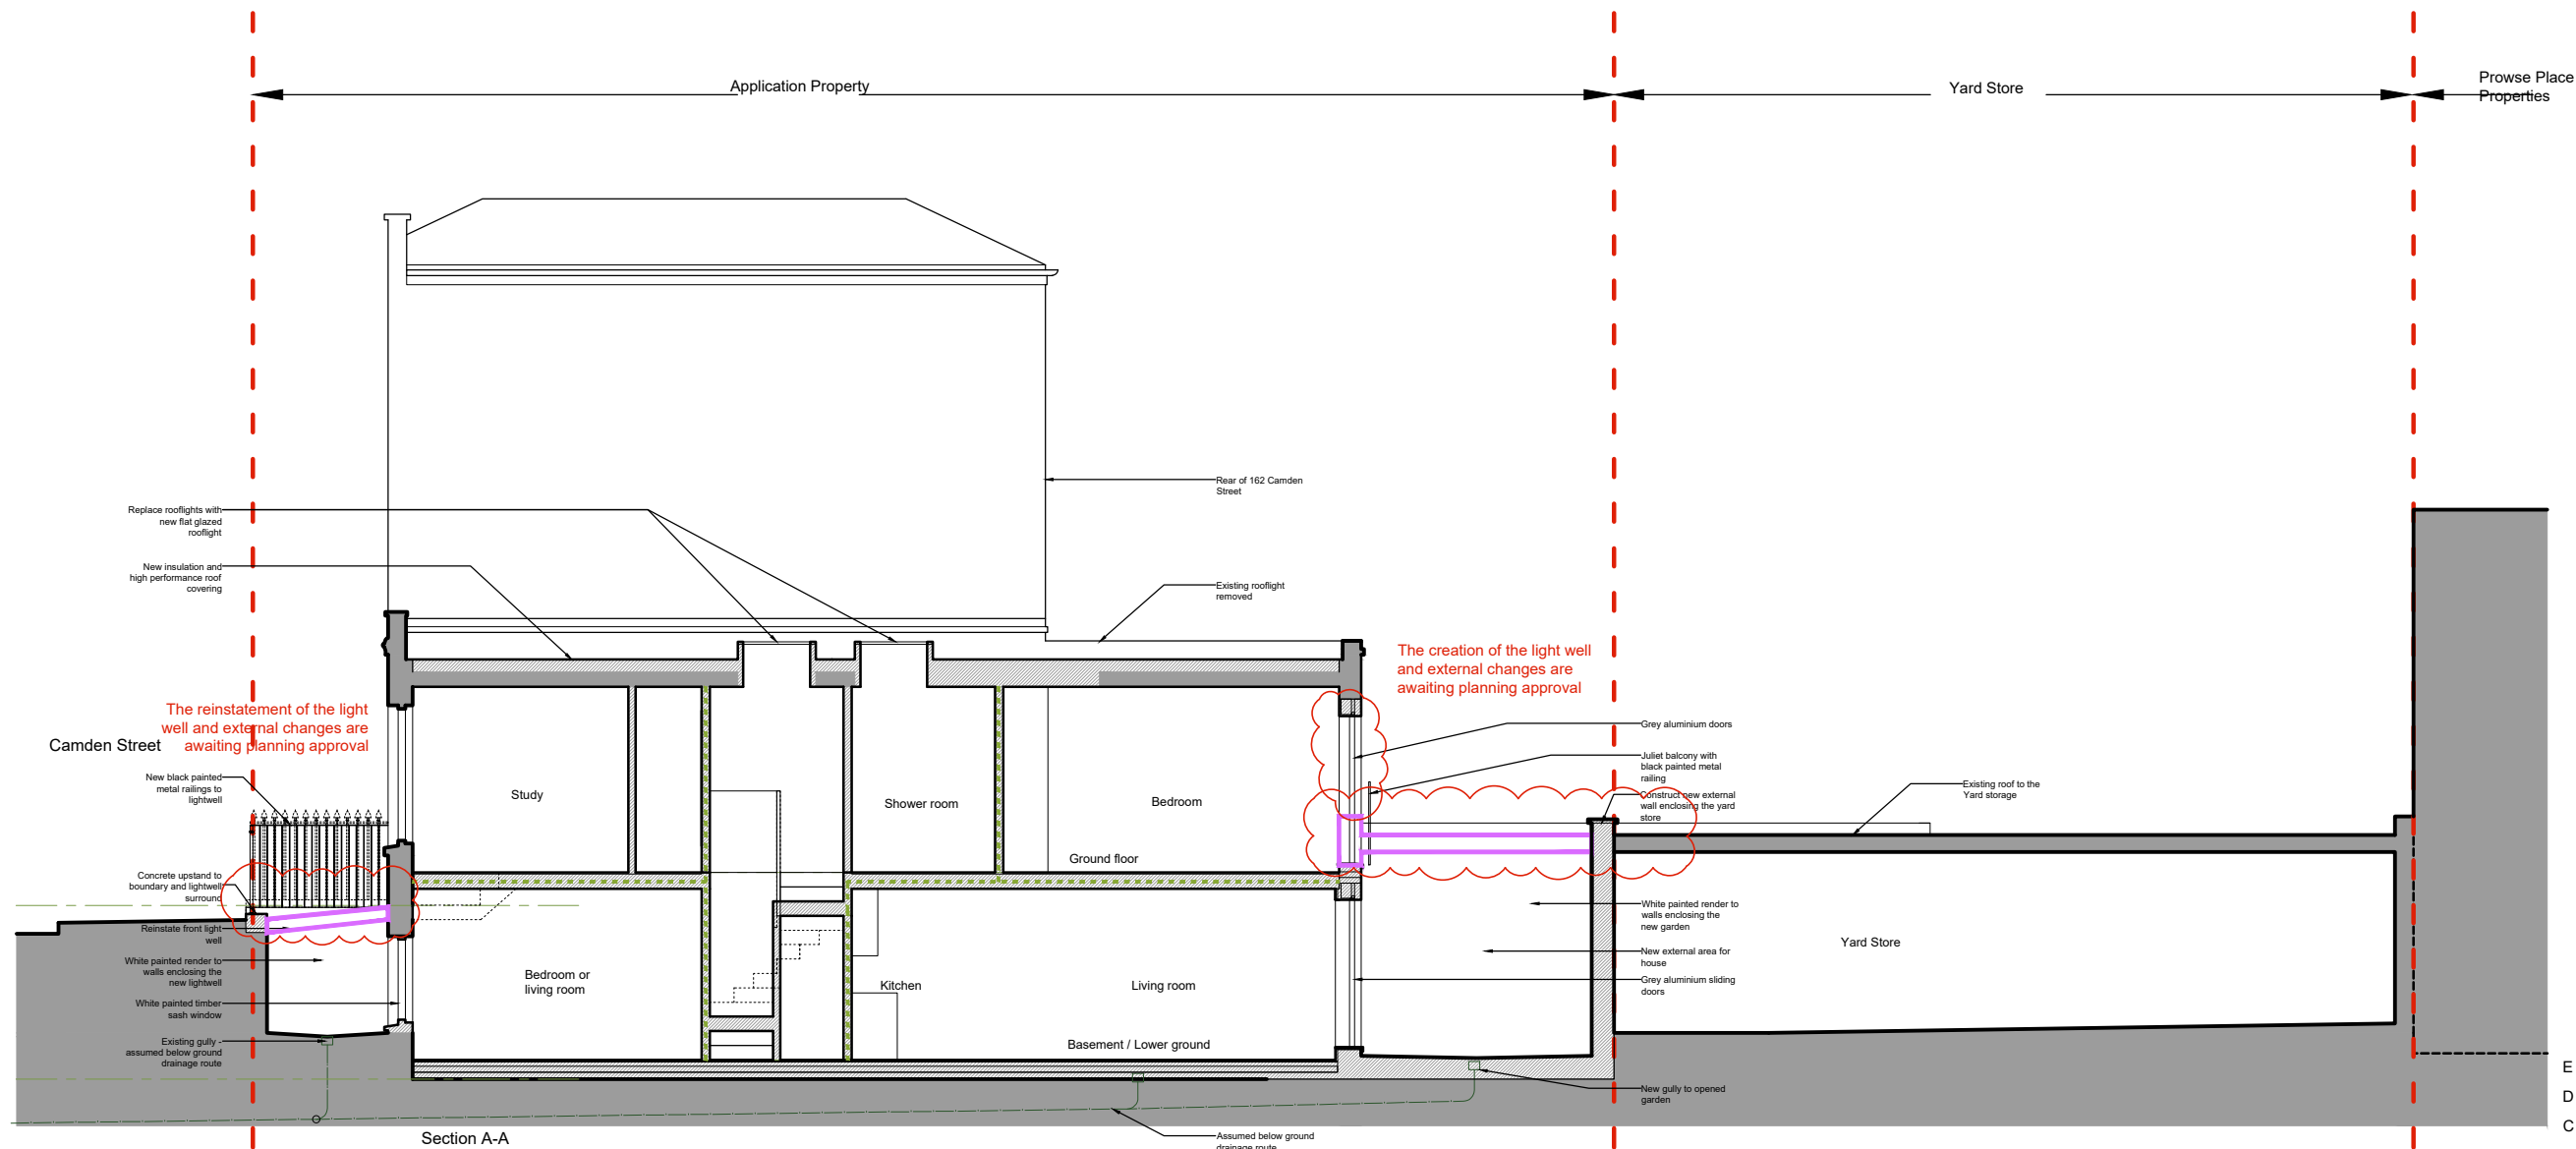 Application Property
Yard Store
Prowse Place
Properties
Rear of 162 Camden
Street
Replace rooflights with
new flat glazed
rooflight
New insulation and
high performance roof
covering
Existing rooflight
removed
The creation of the light well
and external changes are
awaiting planning approval
The reinstatement of the light
well and external changes are
awaiting planning approval
Camden Street
Grey aluminium doors
Juliet balcony with
black painted metal
railing
Existing roof to the
Yard storage
Construct new external
wall enclosing the yard
store
New black painted
metal railings to
lightwell
Study
Shower room
Bedroom
Ground floor
Concrete upstand to
boundary and lightwell
surround
Reinstate front light
well
White painted render to
walls enclosing the
new garden
White painted render to
walls enclosing the
new lightwell
New external area for
house
Yard Store
Bedroom or
living room
Kitchen
Living room
Grey aluminium sliding
doors
White painted timber
sash window
Existing gully -
assumed below ground
drainage route
Basement / Lower ground
New gully to opened
garden
E
D
C
Section A-A
Assumed below ground
drainage route